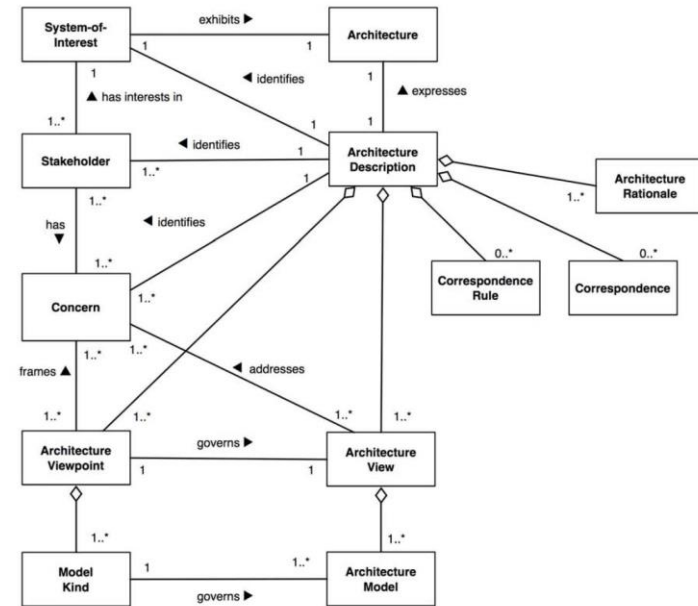 System-of-
Interest
exhibits ►
Architecture
1
1
1
1
◄ identifies
▲ has interests in
▲ expresses
1..*
1
1
Stakeholder
◄ identifies
1
Architecture
Description
1..*
1..*
1
Architecture
Rationale
1..*
has
▼
◄ identifies
1..*
0..*
0..*
1..*
Concern
Correspondence
Rule
Correspondence
1..*
1..*
frames ▲
◄ addresses
1..*
1..*
1..*
1..*
Architecture
Viewpoint
governs ►
Architecture
View
1
1
1..*
1..*
1..*
Model
Kind
1
Architecture
Model
governs ►